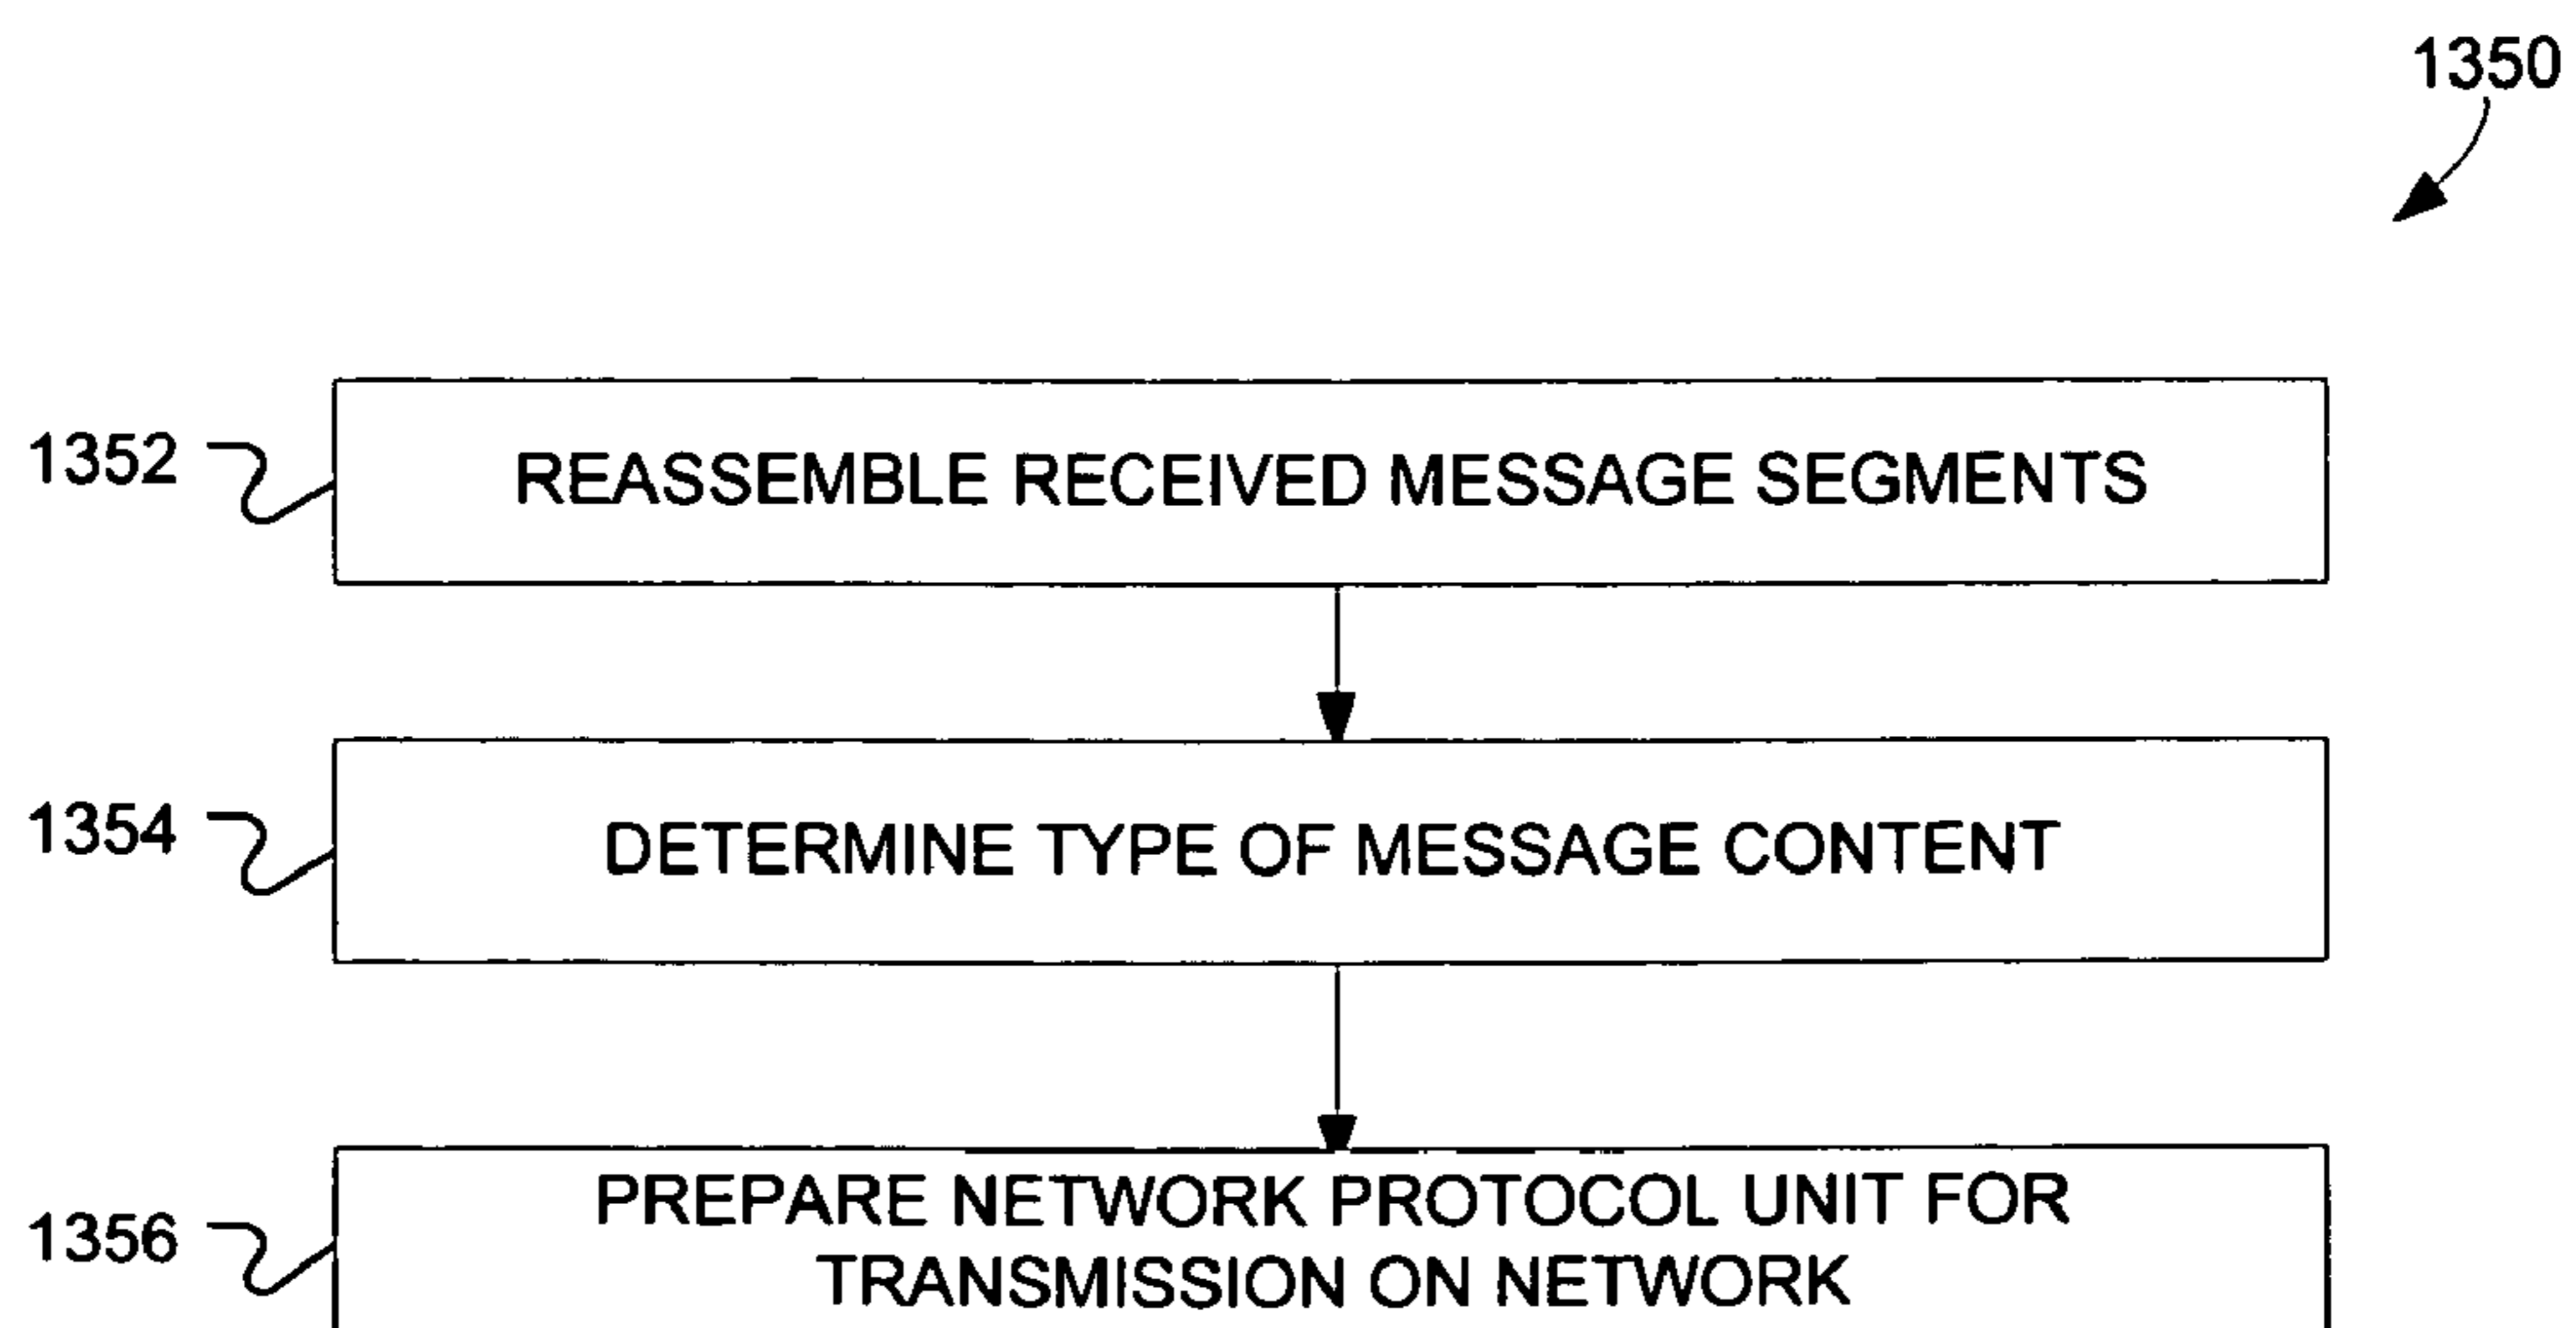 1350
1352
REASSEMBLE RECEIVED MESSAGE SEGMENTS
1354
DETERMINE TYPE OF MESSAGE CONTENT
1356
PREPARE NETWORK PROTOCOL UNIT FOR
TRANSMISSION ON NETWORK